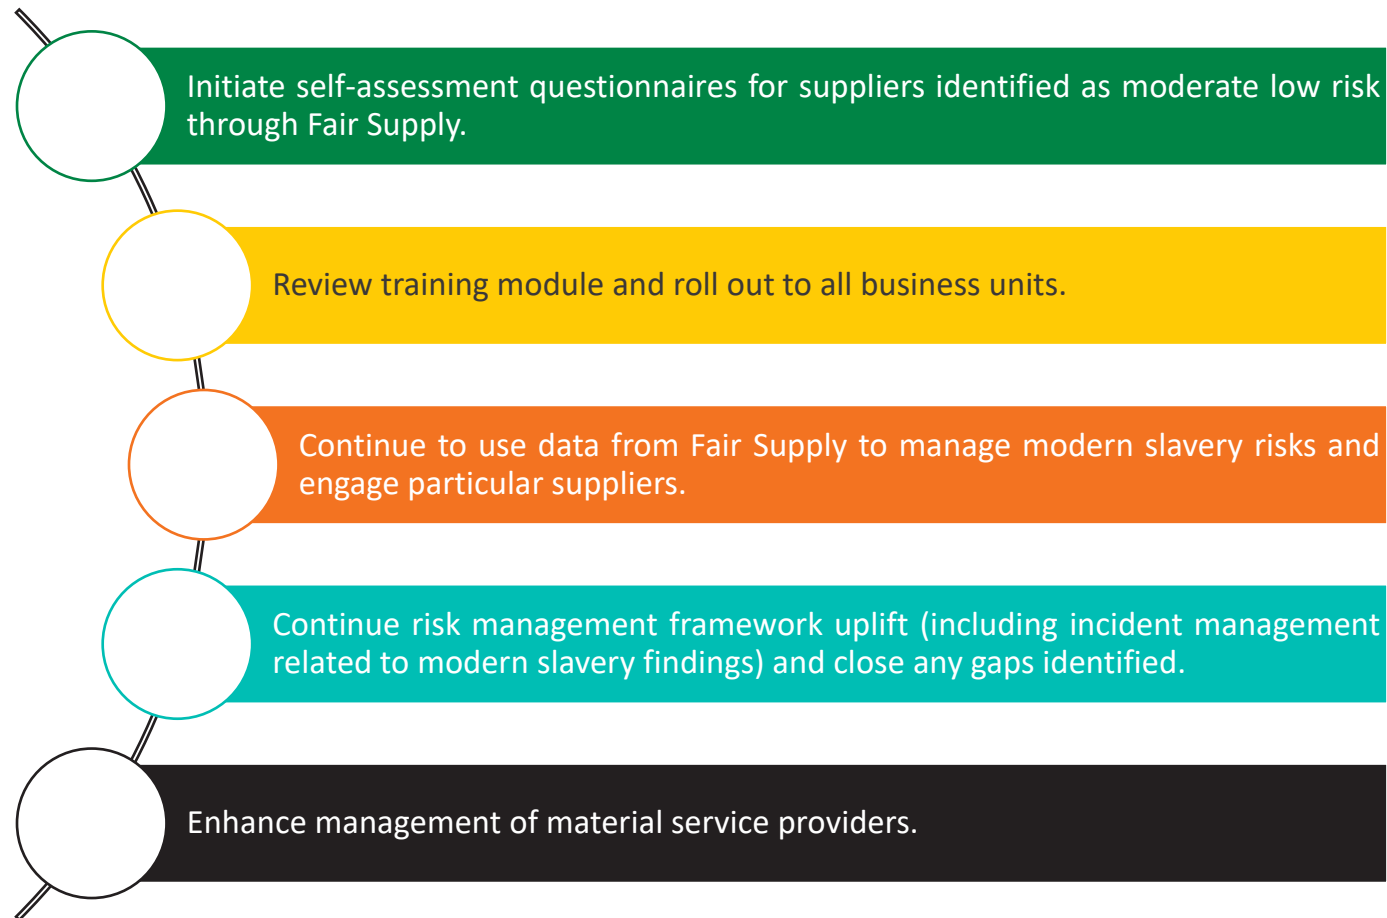 Initiate self-assessment questionnaires for suppliers identified as moderate low risk
through Fair Supply.
Review training module and roll out to all business units.
Continue to use data from Fair Supply to manage modern slavery risks and
engage particular suppliers.
Continue risk management framework uplift (including incident management
related to modern slavery findings) and close any gaps identified.
Enhance management of material service providers.